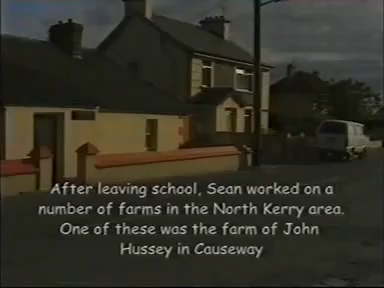 After leaving school, Sean worked on a
number of farms in the North Kerry area.
One of these was the farm of John
Hussey in Causeway